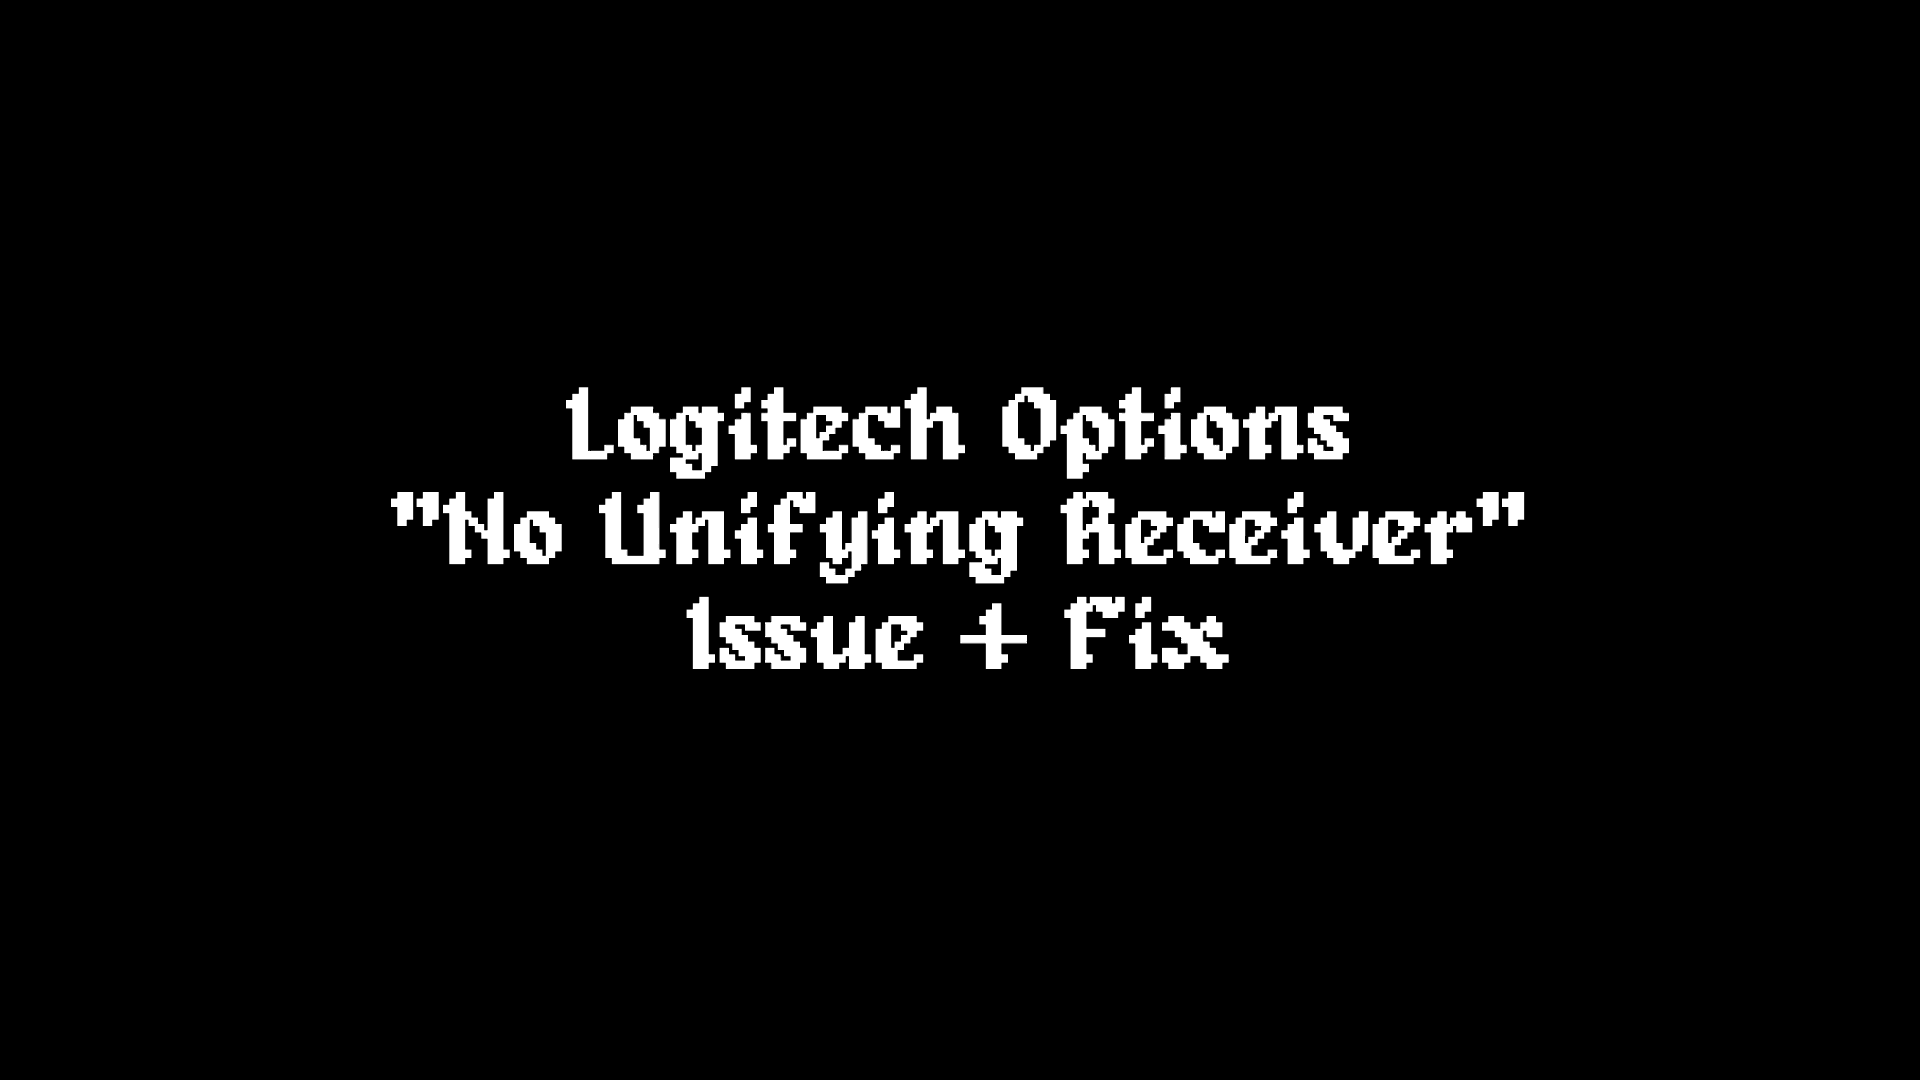 Logitech Options
"No Unifying Receiver"
Issue + Fix